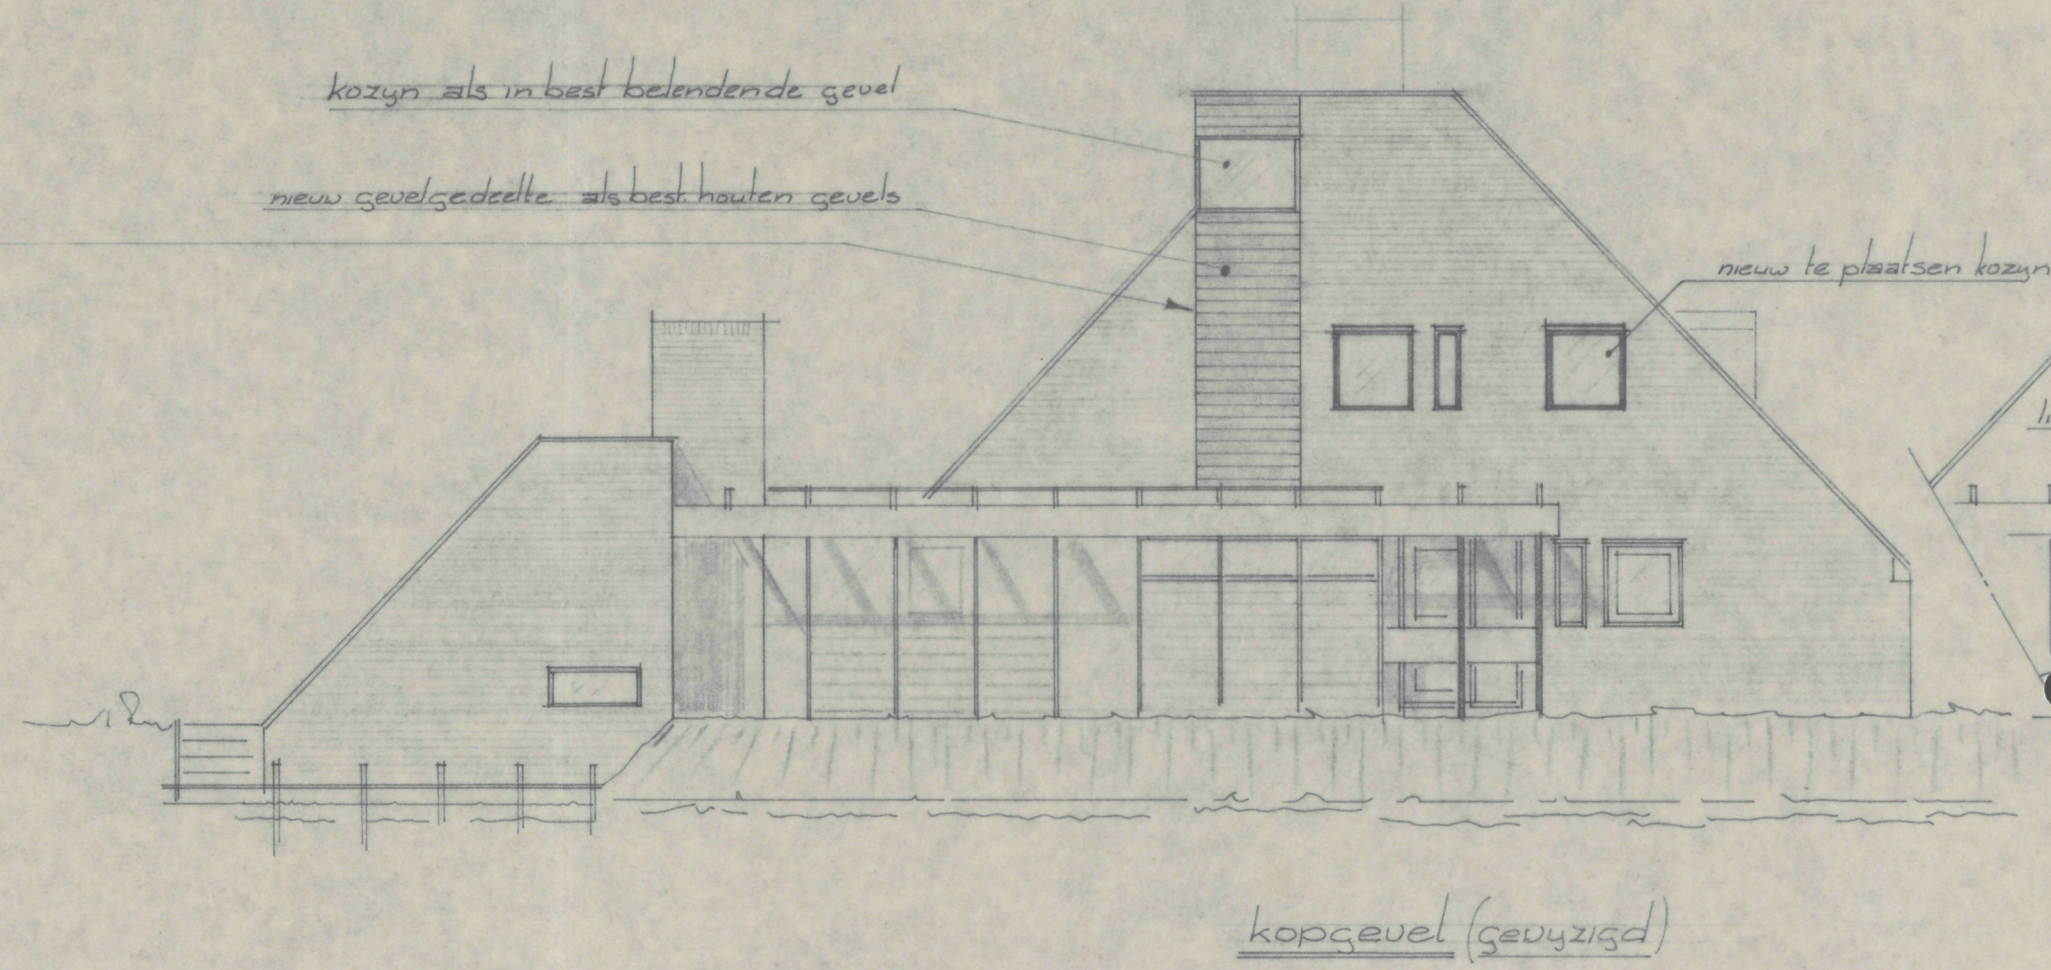 kozyn als in best belendende gevel
nieuw gevelgedeelte als best. houten gevels
nieuw te plaatsen kozyn
kopgevel (gewyzigd)